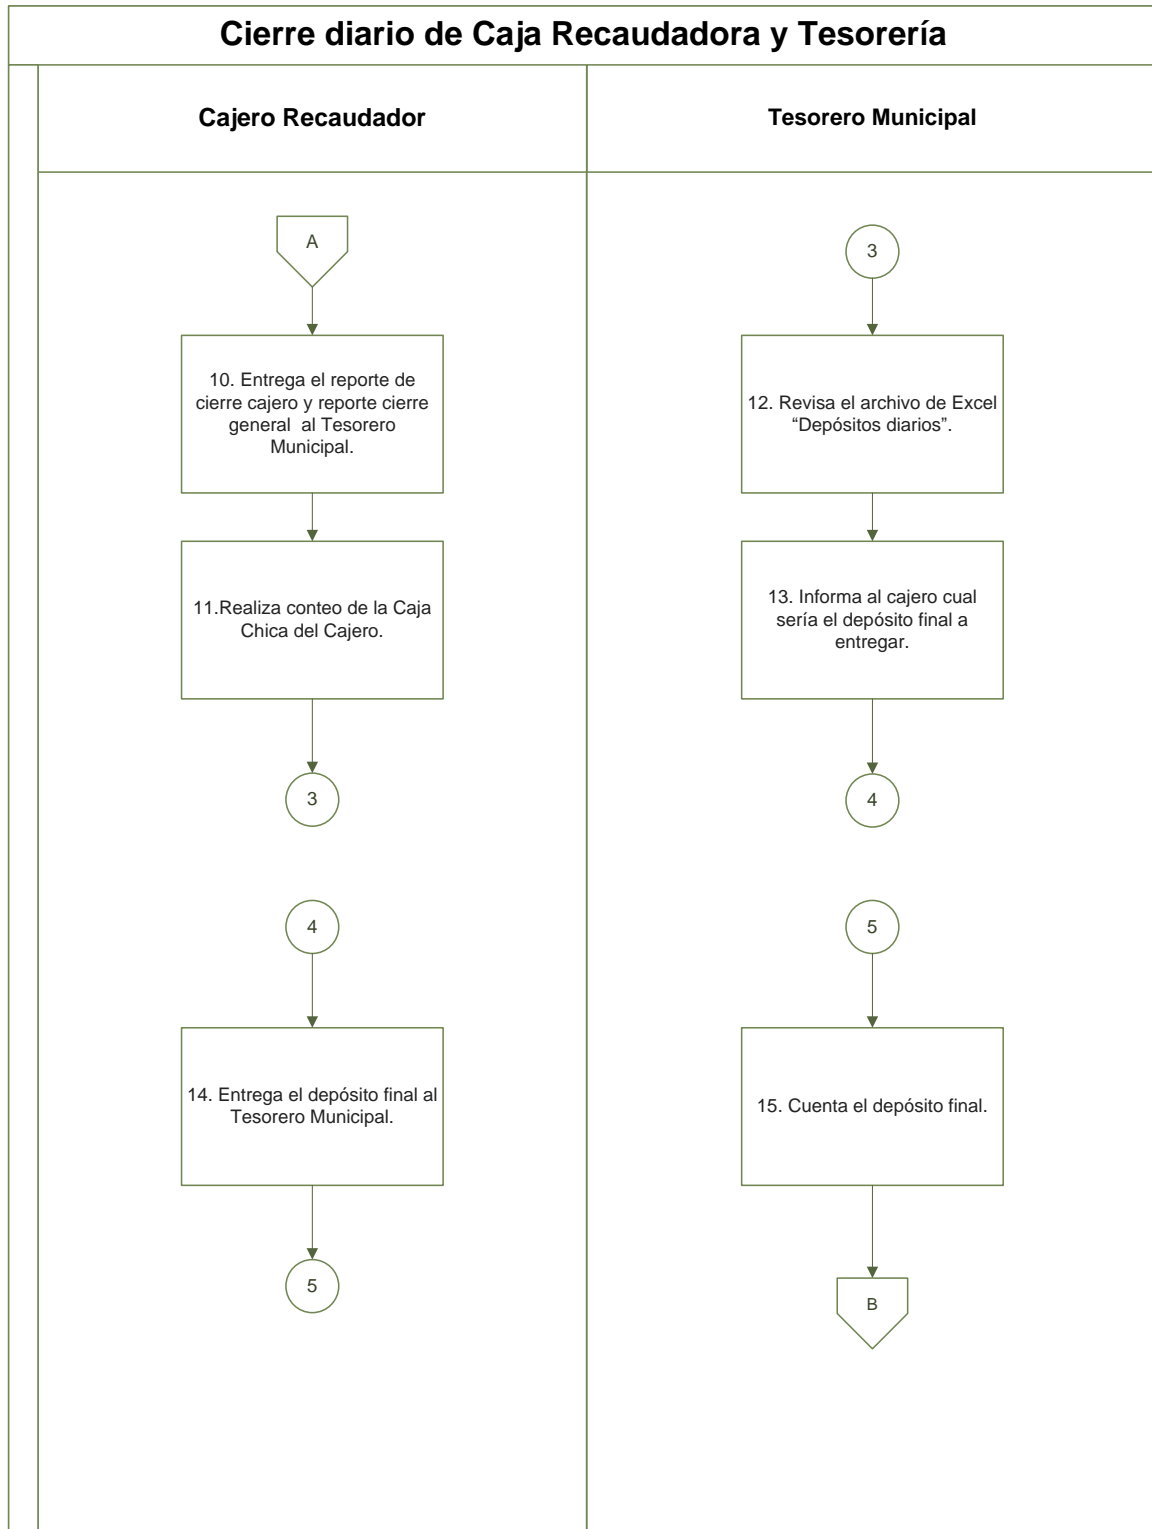 Cierre diario de Caja Recaudadora y Tesorería
Cajero Recaudador
Tesorero Municipal
A
10. Entrega el reporte de
cierre cajero y reporte cierre
general al Tesorero
Municipal.
11.Realiza conteo de la Caja
Chica del Cajero.
3
4
14. Entrega el depósito final al
Tesorero Municipal.
5
3
12. Revisa el archivo de Excel
“Depósitos diarios”.
13. Informa al cajero cual
sería el depósito final a
entregar.
4
5
15. Cuenta el depósito final.
B